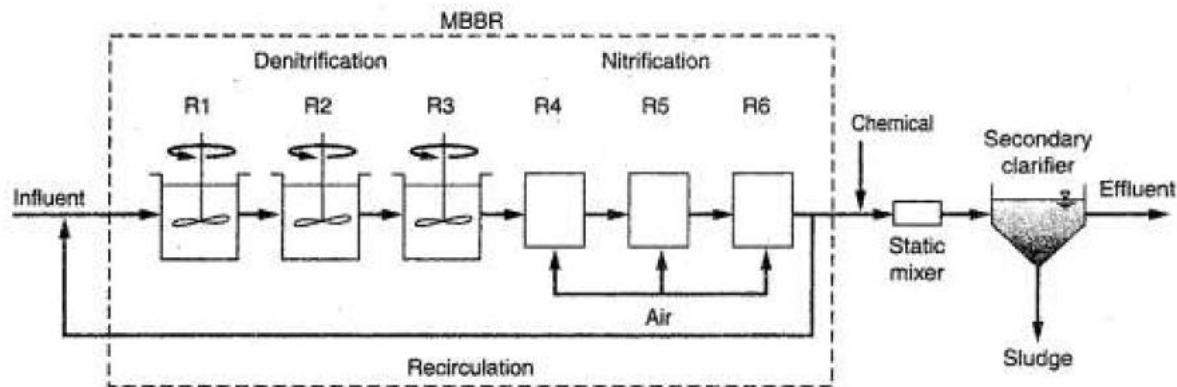 MBBR
Denitrification
Nitrification
R1
R2
R3
R4
R5
R6
Chemical
Secondary
clarifier
Influent
Effluent
Static
mixer
Air
Sludge
Recirculation